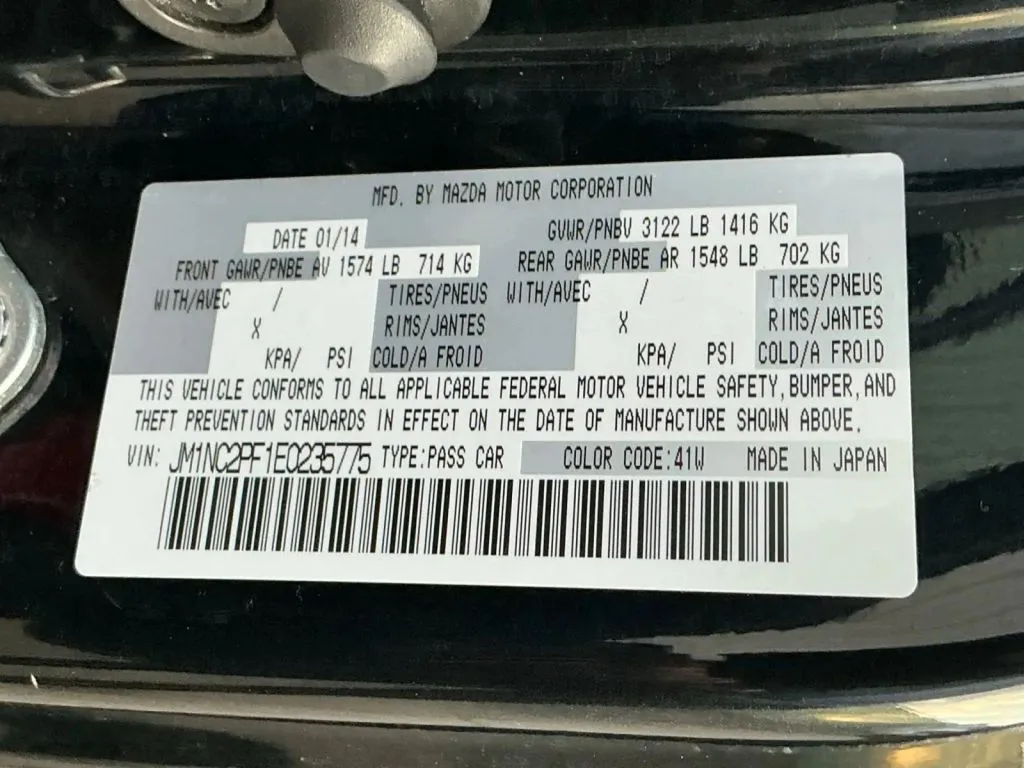 MFD. BY MAZDA MOTOR CORPORATION
DATE 01/14 GVWR/PNBV 3122 LB 1416 KG
FRONT GAWR/PNBE AV 1574 LB 714 KG REAR GAWR/PNBE AR 1548 LB 702 KG
WITH/AVEC / TIRES/PNEUS WITH/AVEC / TIRES/PNEUS
X RIMS/JANTES X RIMS/JANTES
KPA/ PSI COLD/A FROID KPA/ PSI COLD/A FROID
THIS VEHICLE CONFORMS TO ALL APPLICABLE FEDERAL MOTOR VEHICLE SAFETY, BUMPER, AND
THEFT PREVENTION STANDARDS IN EFFECT ON THE DATE OF MANUFACTURE SHOWN ABOVE.
VIN: JM1NC2PF1E0235775 TYPE:PASS CAR COLOR CODE:41W MADE IN JAPAN